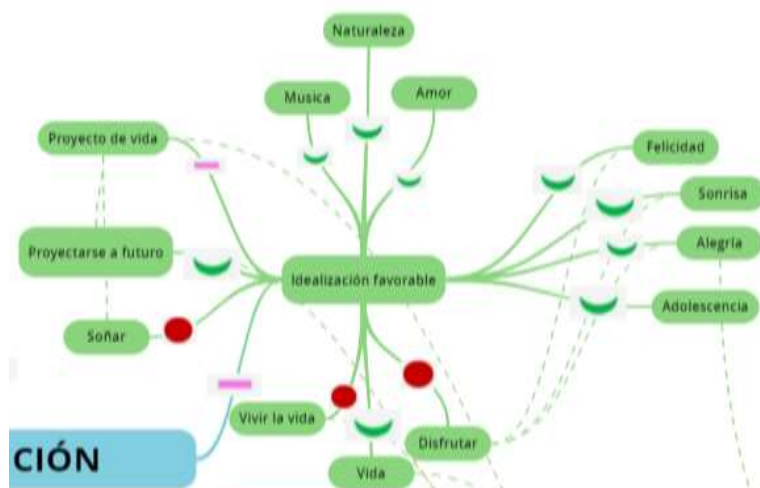 Naturaleza
Musica
Amor
Proyecto de vida
Felicidad
Sonrisa
Proyectarse a futuro
Alegría
Idealización favorable
Adolescencia
Soñar
Vivir la vida
Disfrutar
CIÓN
Vida